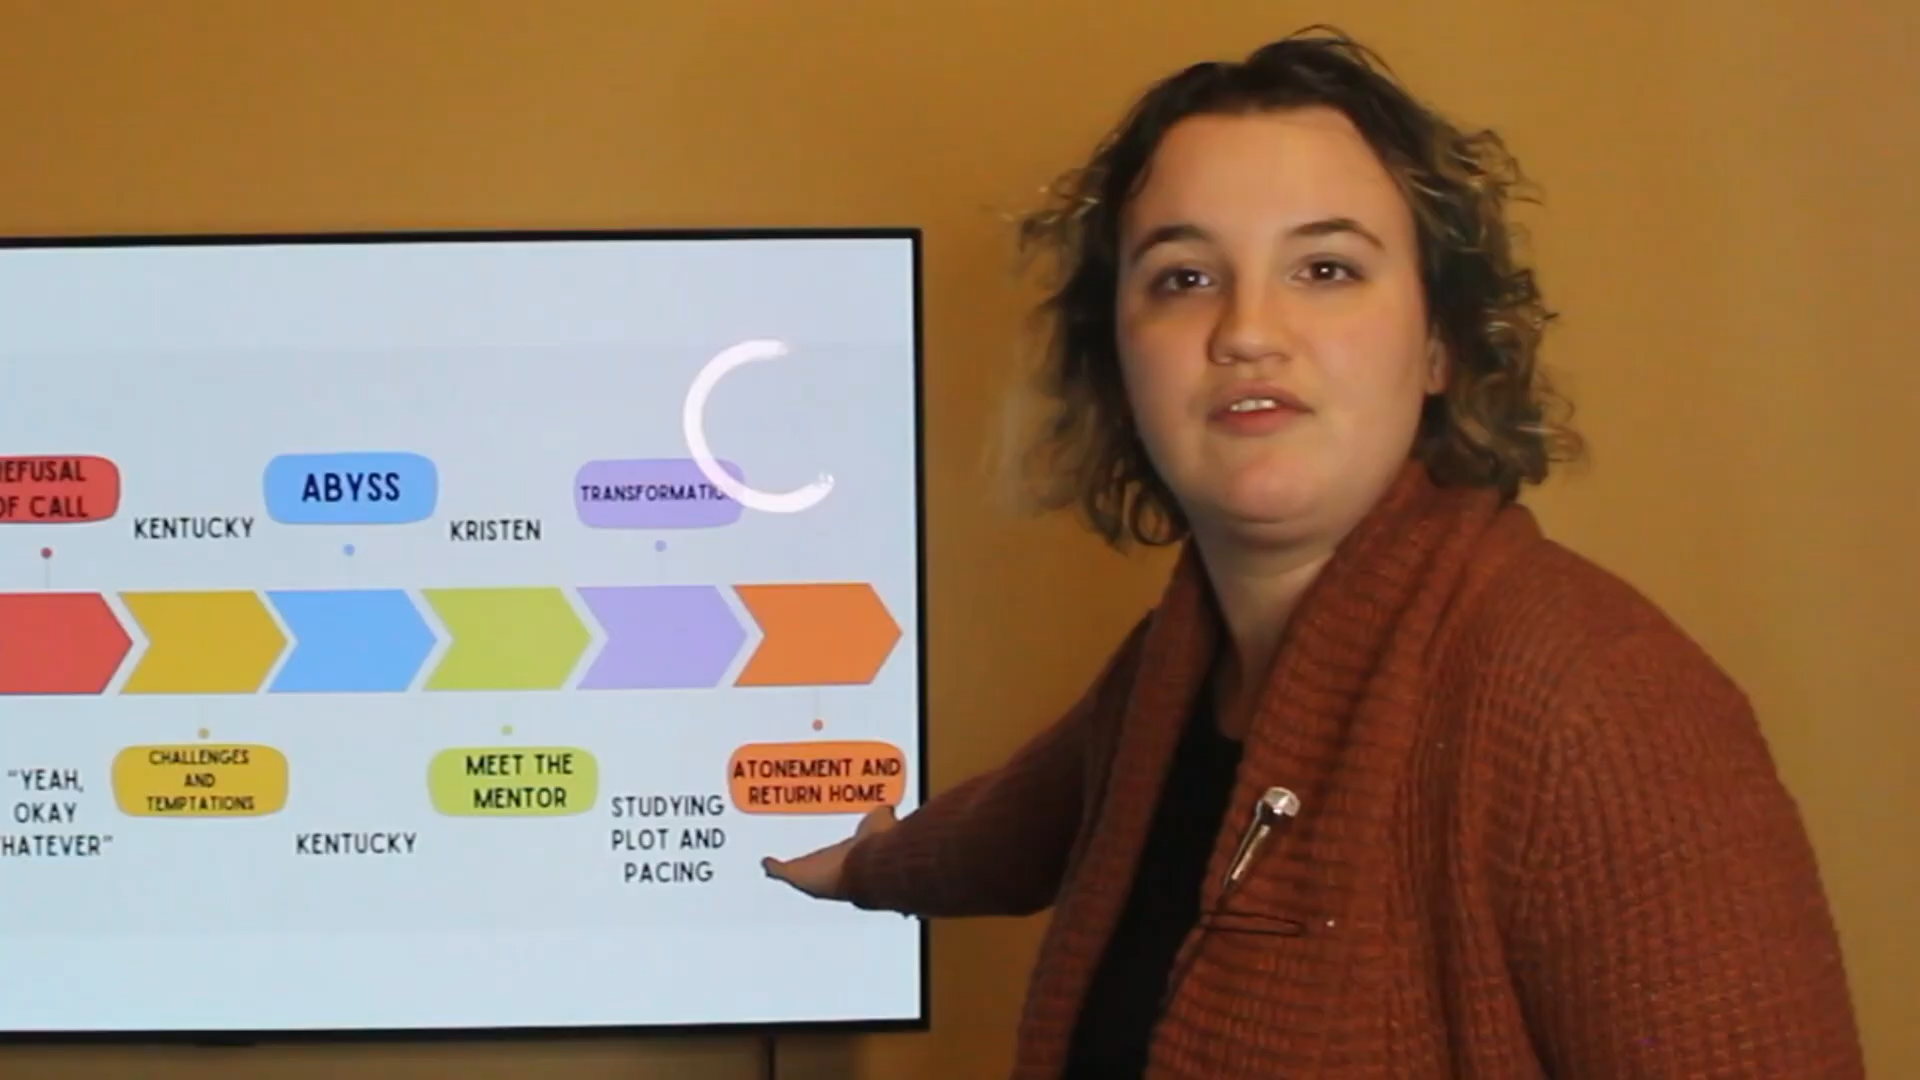 REFUSAL
OF CALL
KENTUCKY
ABYSS
KRISTEN
TRANSFORMATIO
"YEAH,
OKAY
HATEVER"
CHALLENGES
AND
TEMPTATIONS
KENTUCKY
MEET THE
MENTOR
STUDYING
PLOT AND
PACING
ATONEMENT AND
RETURN HOME